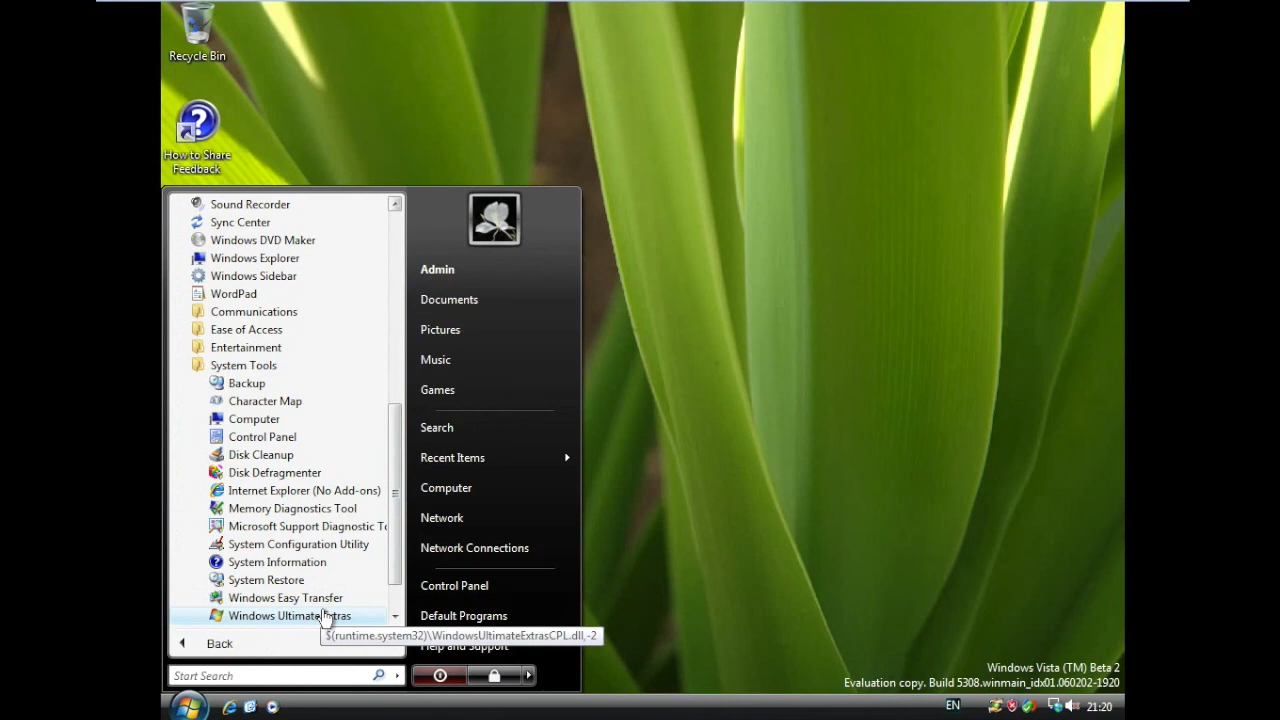 Recycle Bin
How to Share
Feedback
Sound Recorder
Sync Center
Windows DVD Maker
Windows Explorer
Windows Sidebar
WordPad
Communications
Ease of Access
Entertainment
System Tools
Backup
Character Map
Computer
Control Panel
Disk Cleanup
Disk Defragmenter
Internet Explorer (No Add-ons)
Memory Diagnostics Tool
Microsoft Support Diagnostic To
System Configuration Utility
System Information
System Restore
Windows Easy Transfer
Windows Ultimate Extras
$(runtime.system32)\WindowsUltimateExtrasCPL.dll,-2
Back
Start Search
Admin
Documents
Pictures
Music
Games
Search
Recent Items
Computer
Network
Network Connections
Control Panel
Default Programs
Help and Support
Windows Vista (TM) Beta 2
Evaluation copy. Build 5308.winmain_idx01.060202-1920
EN
21:20